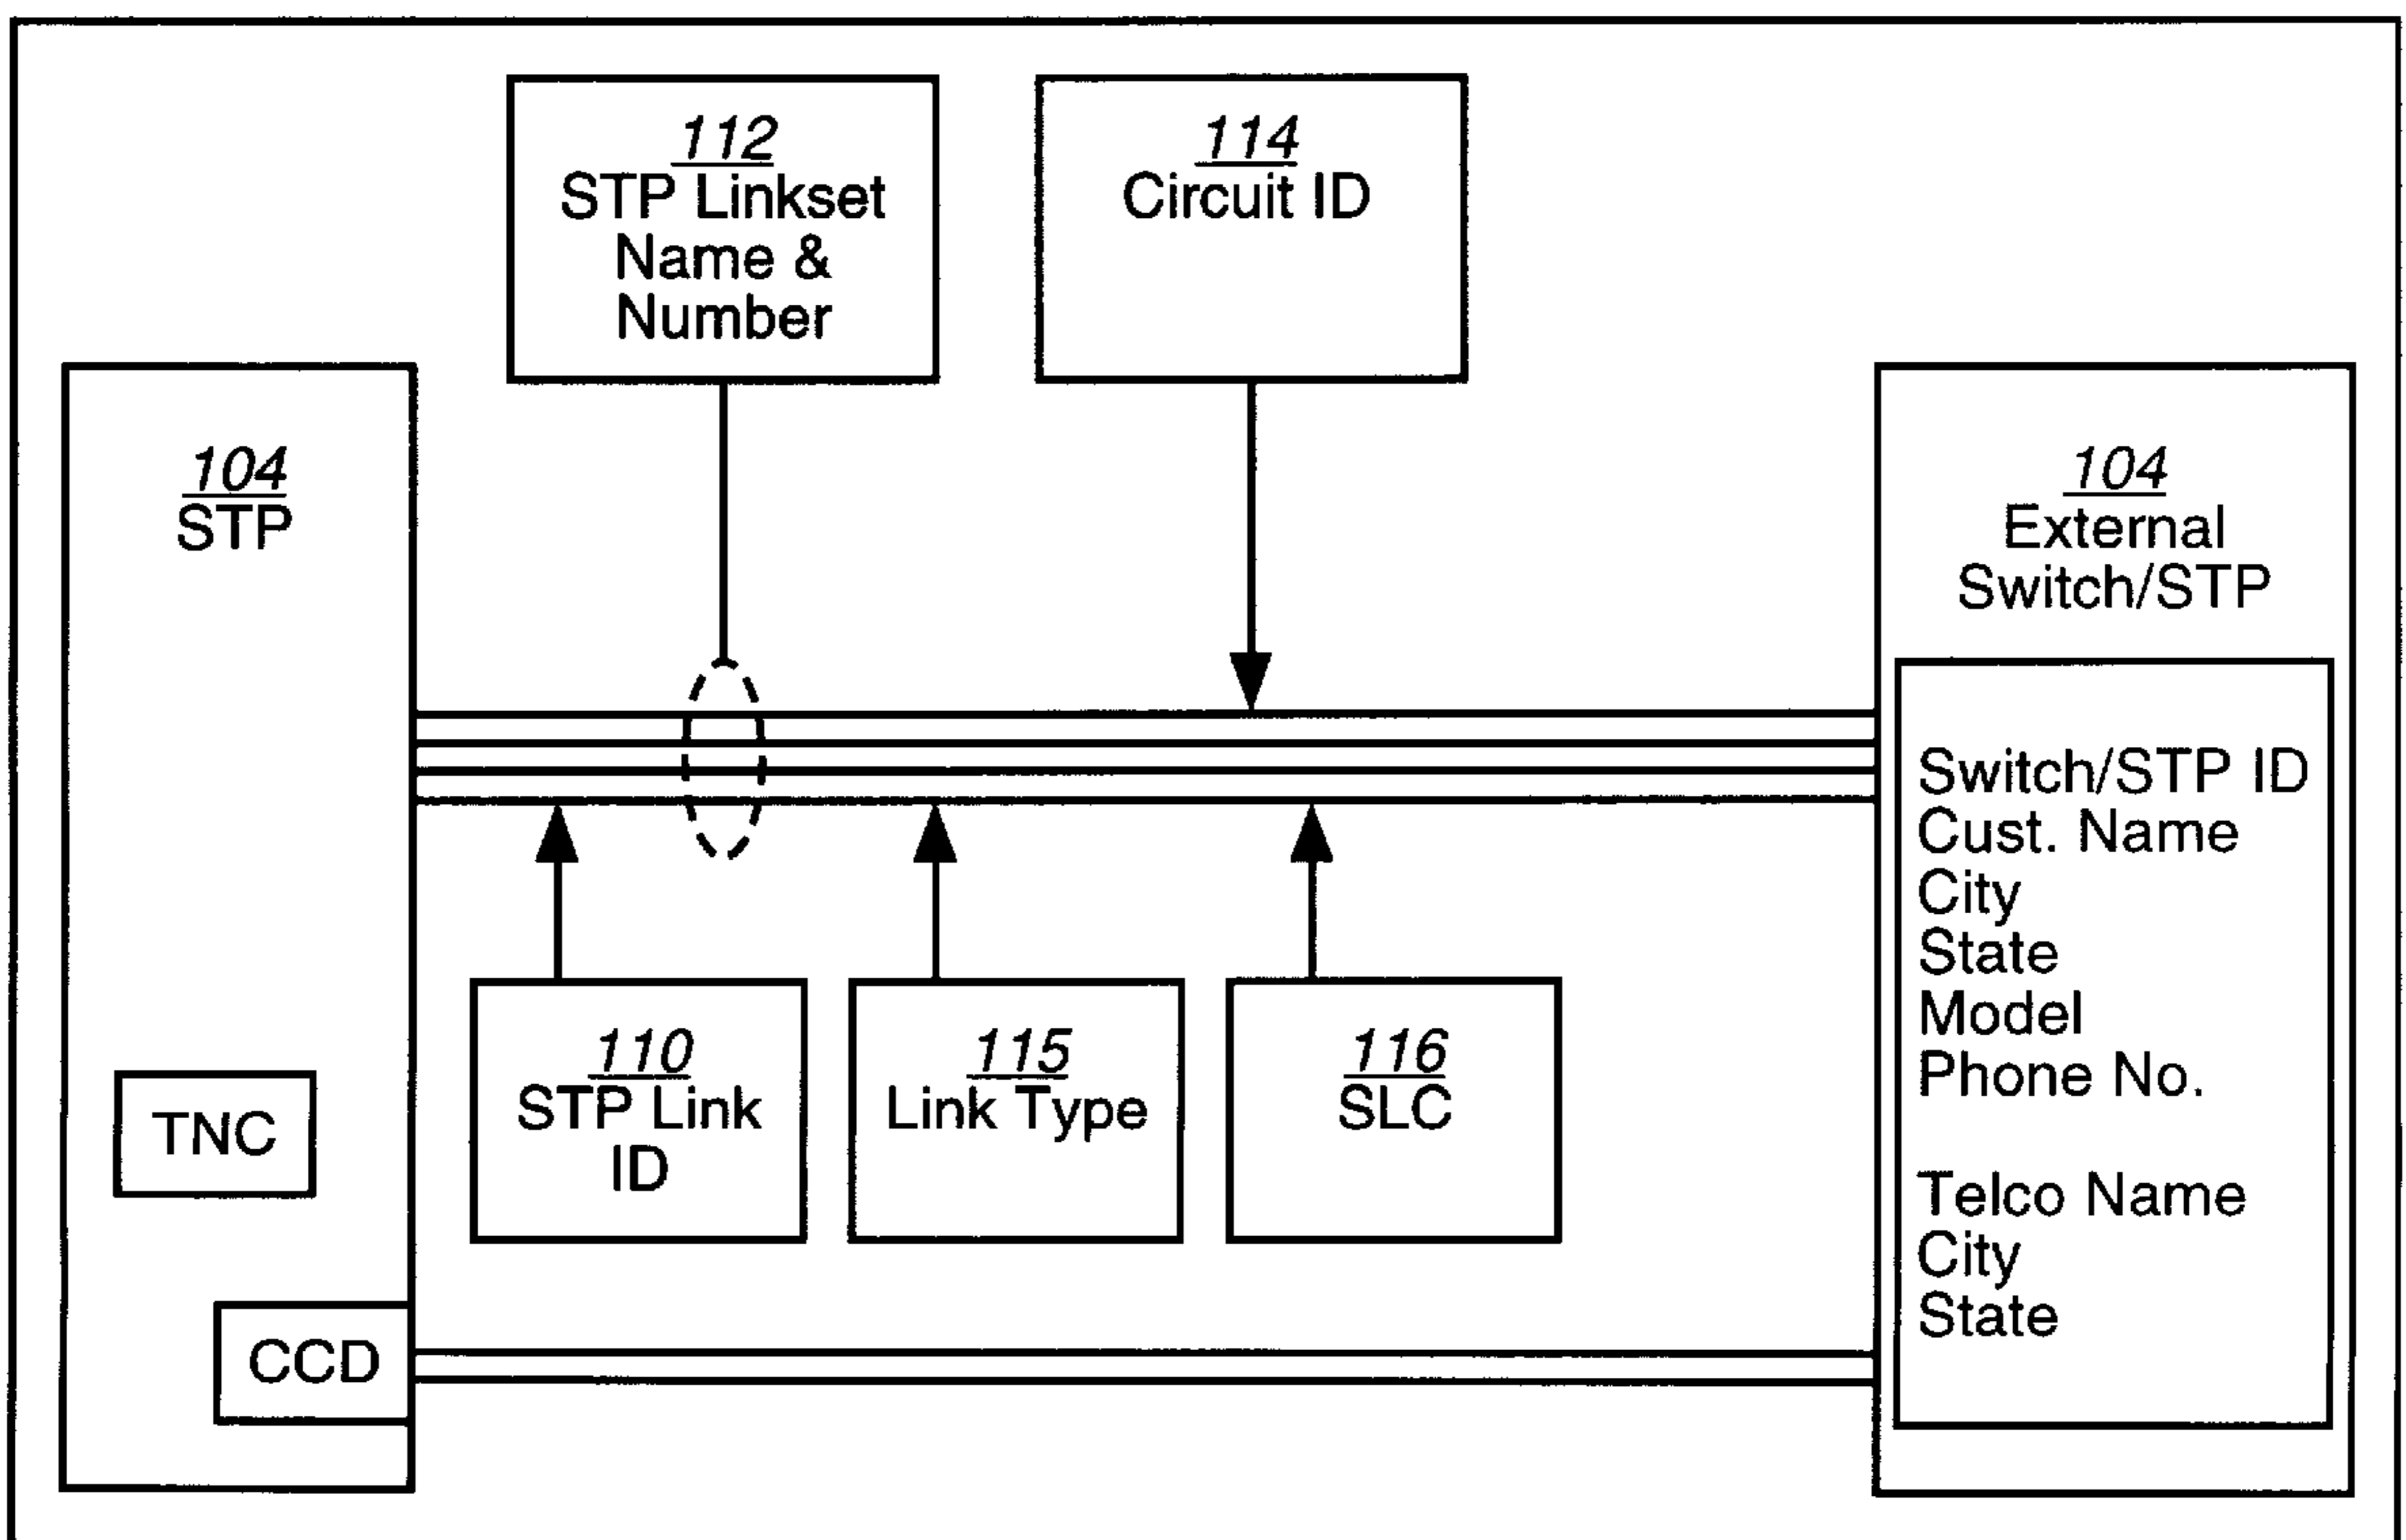 112
STP Linkset
Name &
Number
114
Circuit ID
104
STP
104
External
Switch/STP
Switch/STP ID
Cust. Name
City
State
Model
Phone No.
Telco Name
City
State
110
STP Link
ID
115
Link Type
116
SLC
TNC
CCD